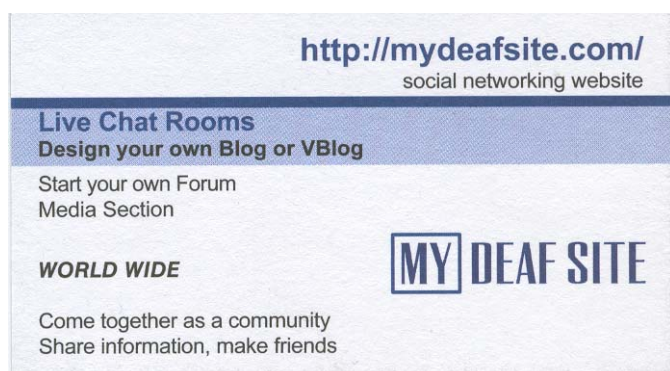 http://mydeafsite.com/
social networking website
Live Chat Rooms
Design your own Blog or VBlog
Start your own Forum
Media Section
WORLD WIDE
MY DEAF SITE
Come together as a community
Share information, make friends